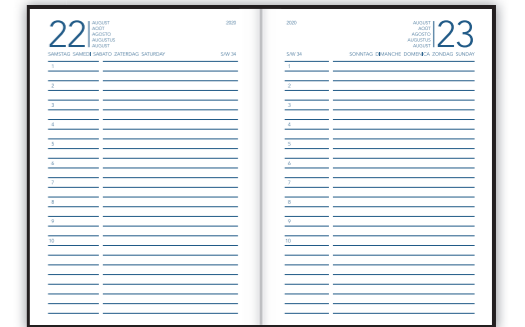 22
AUGUST
AOÛT
AGOSTO
AUGUSTUS
AUGUST
2020
SAMSTAG SAMEDI SABATO ZATERDAG SATURDAY S/W 34
1
2
3
4
5
6
7
8
9
10
2020
AUGUST
AOÛT
AGOSTO
AUGUSTUS
AUGUST
23
S/W 34 SONNTAG DIMANCHE DOMENICA ZONDAG SUNDAY
1
2
3
4
5
6
7
8
9
10